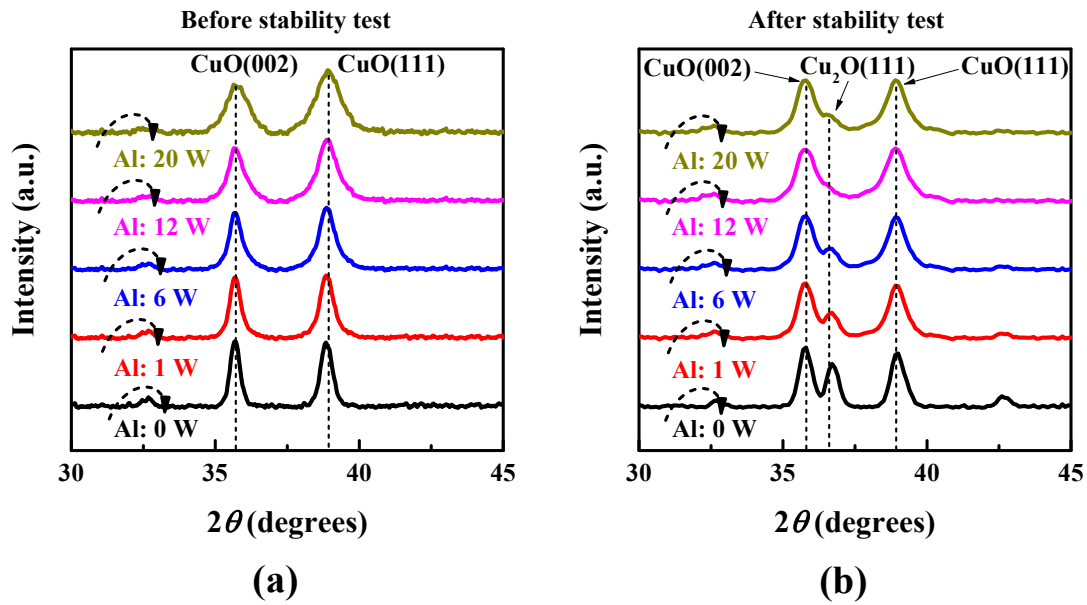 Before stability test
CuO(002)
CuO(111)
Al: 20 W
Al: 12 W
Al: 6 W
Al: 1 W
Al: 0 W
Intensity (a.u.)
30
35
40
45
2θ (degrees)
(a)
After stability test
CuO(002)
Cu₂O(111)
CuO(111)
Al: 20 W
Al: 12 W
Al: 6 W
Al: 1 W
Al: 0 W
Intensity (a.u.)
30
35
40
45
2θ (degrees)
(b)